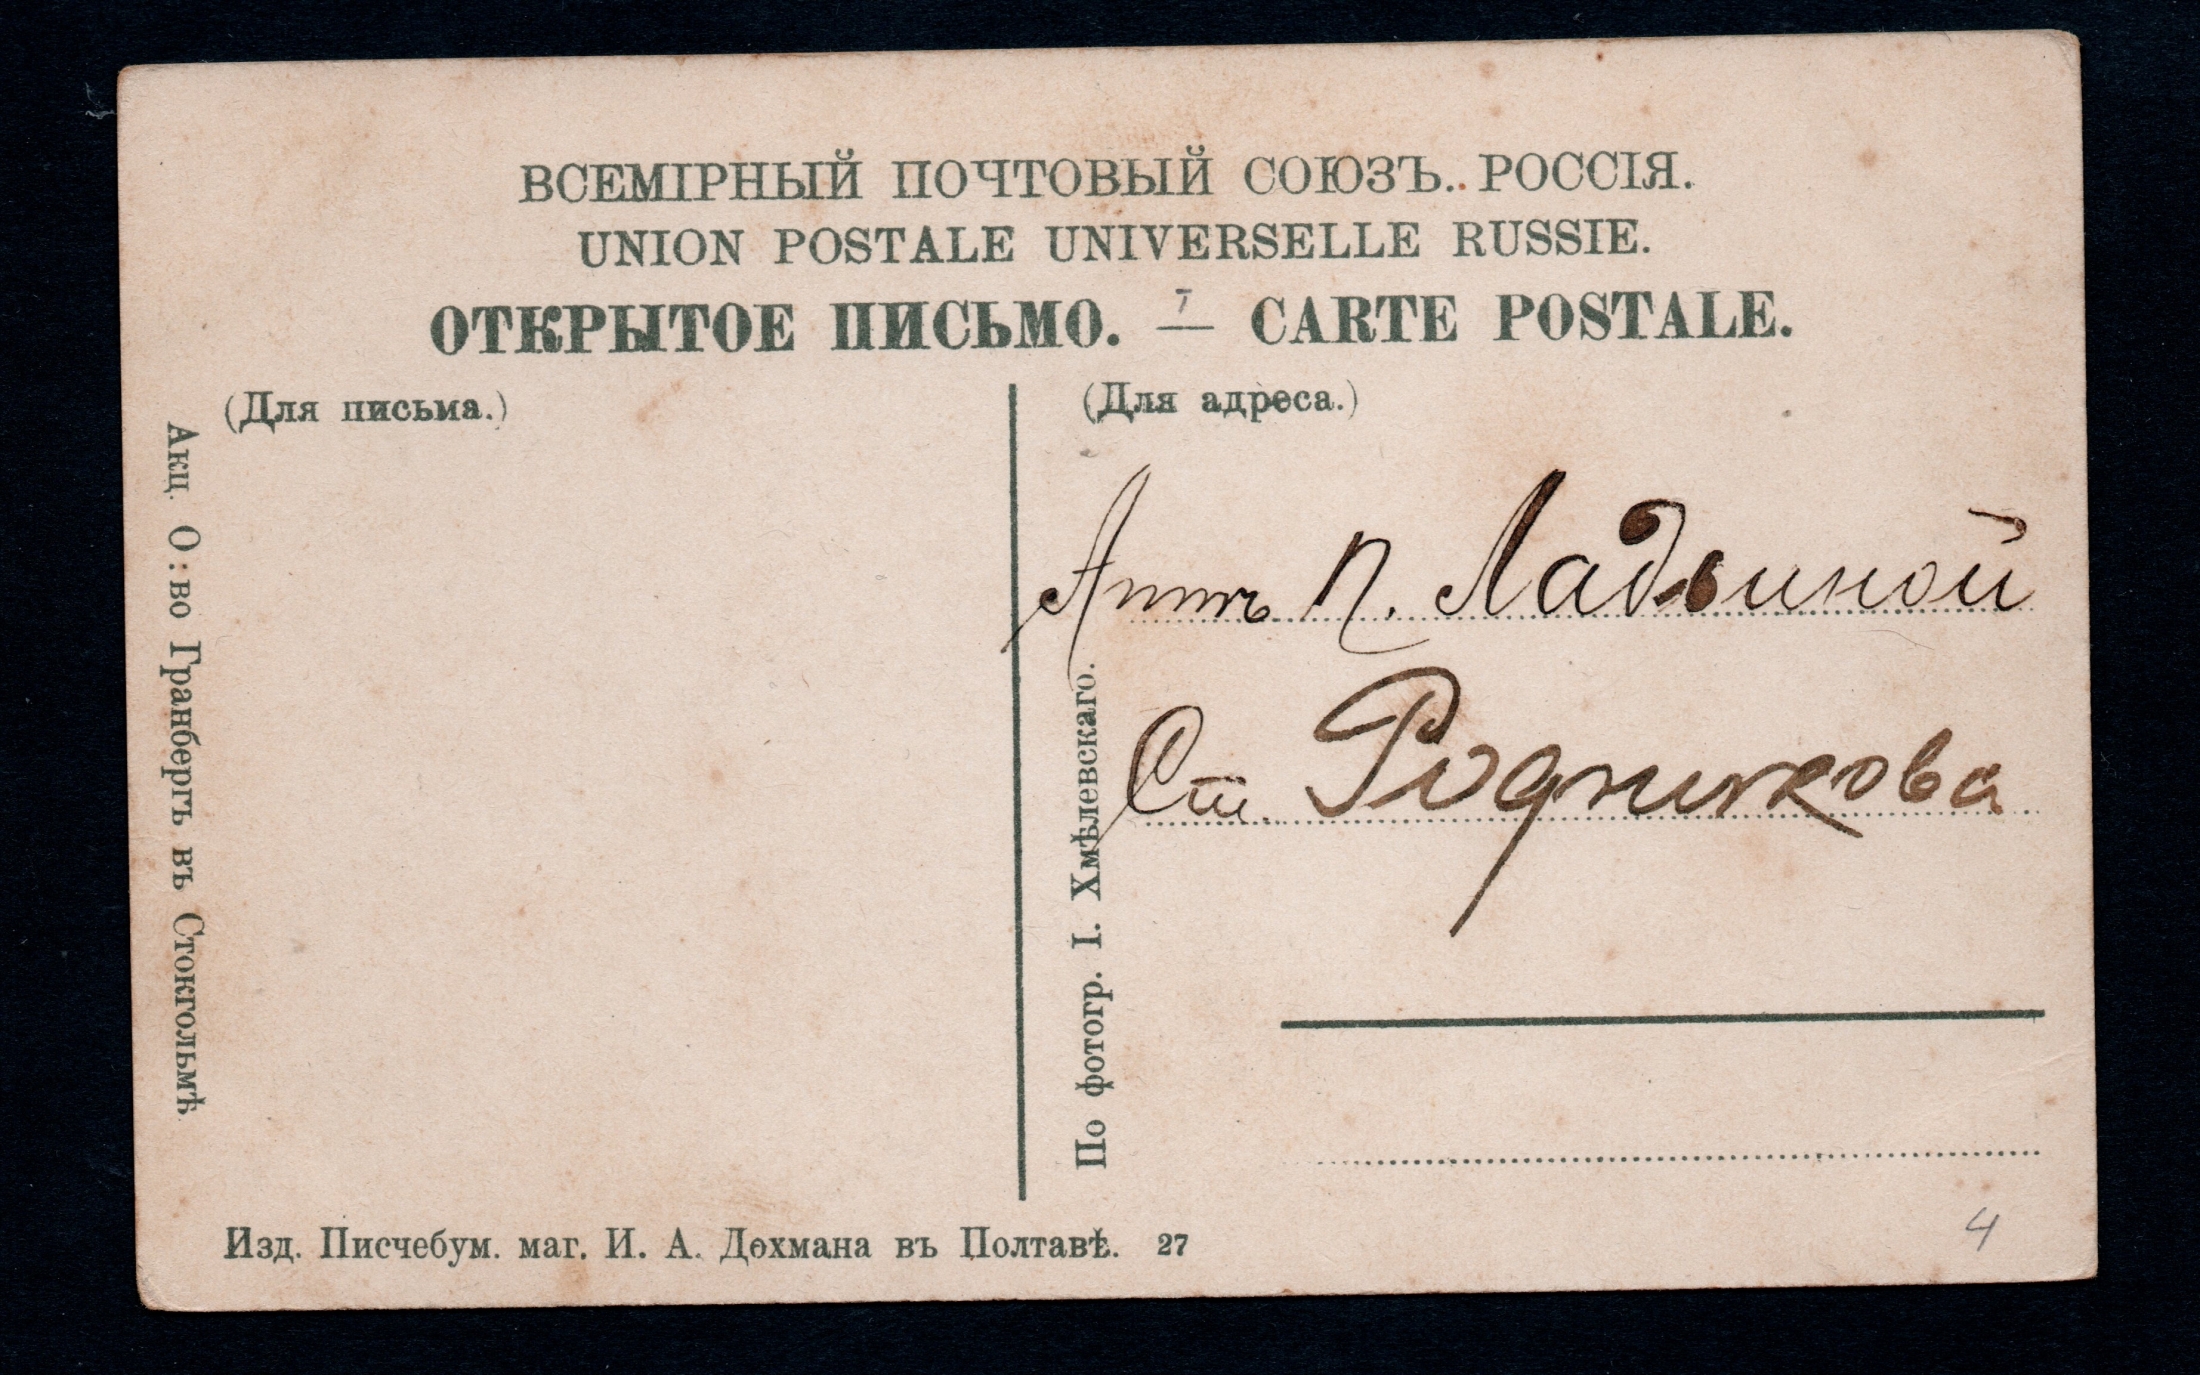 ВСЕМІРНЫЙ ПОЧТОВЫЙ СОЮЗЪ. РОССІЯ.
UNION POSTALE UNIVERSELLE RUSSIE.
ОТКРЫТОЕ ПИСЬМО. — CARTE POSTALE.
(Для письма.)
(Для адреса.)
Акц. О:во Гранбергъ въ Стокгольмѣ
По фотогр. І. Хмѣлевскаго.
П. Ладыиной
Ст. Родникова
Изд. Писчебум. маг. И. А. Дохмана въ Полтавѣ. 27
4